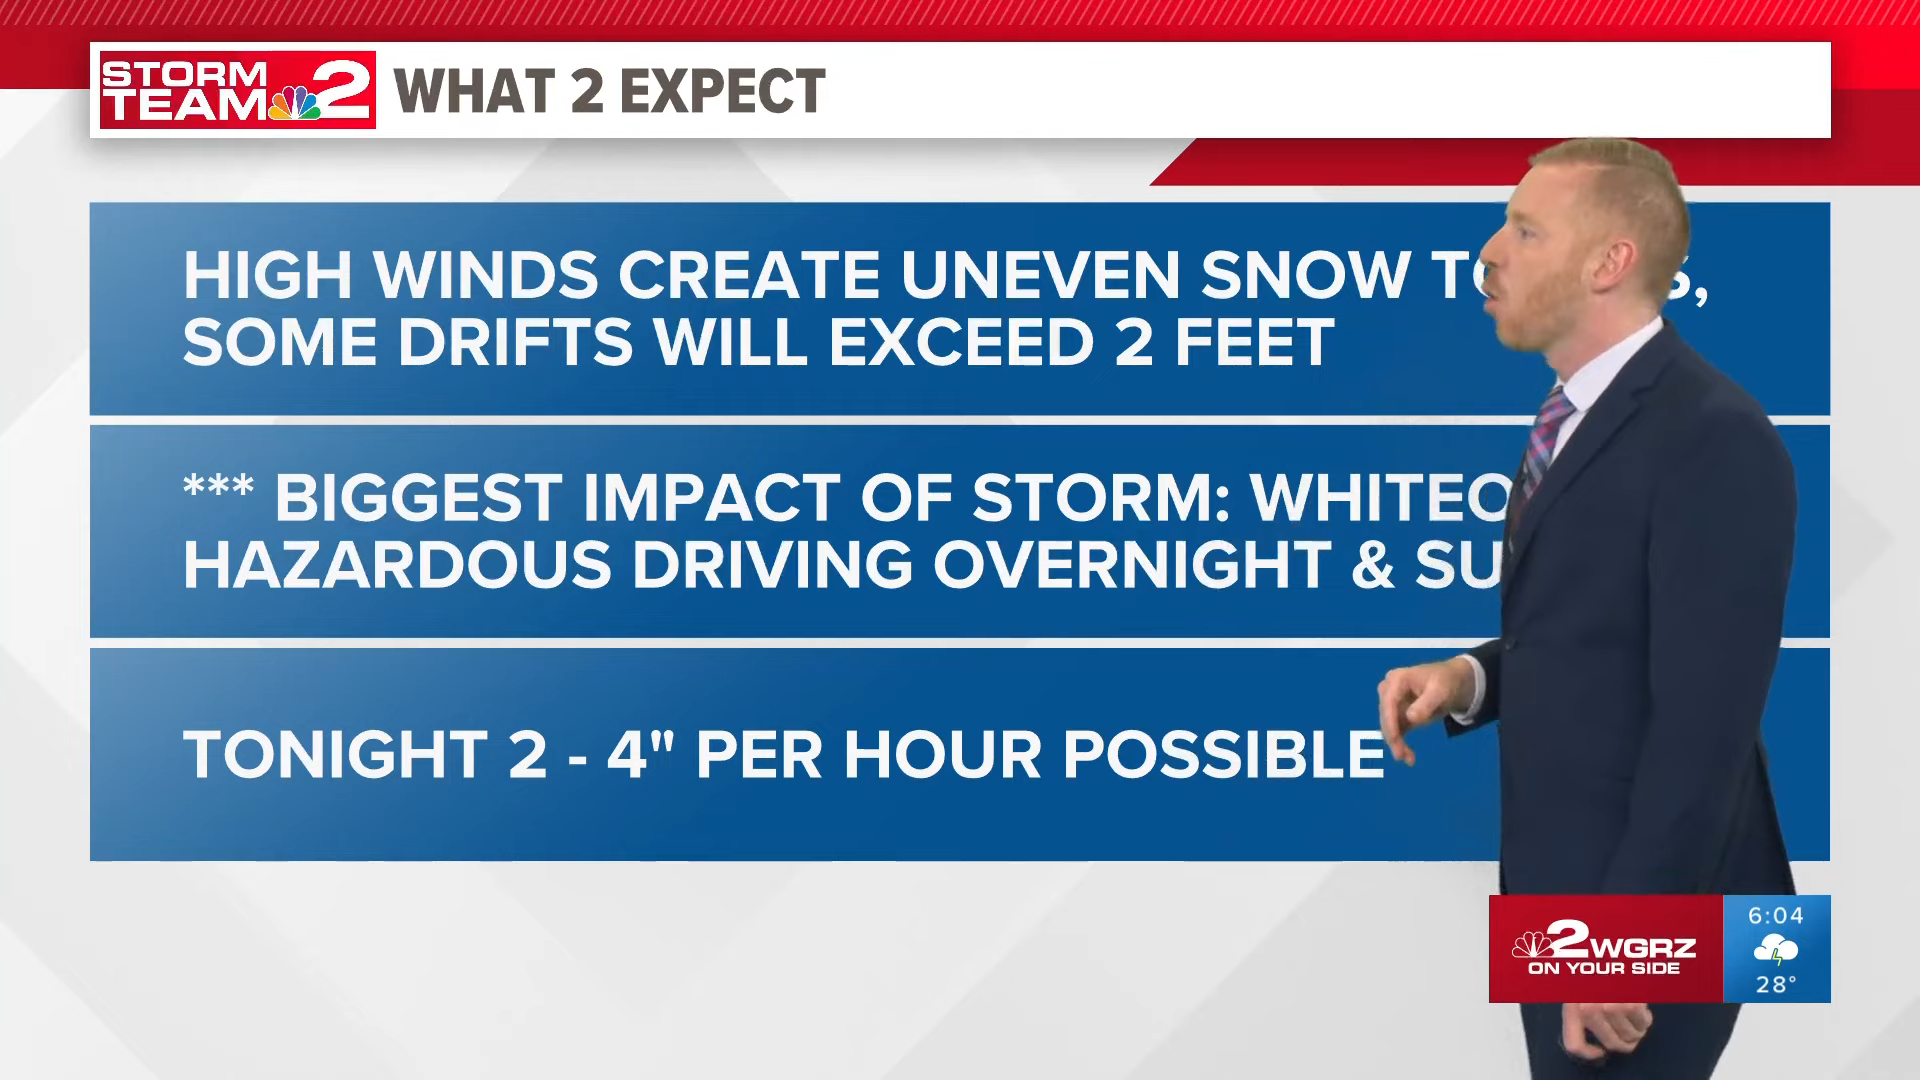 STORM
TEAM 2
WHAT 2 EXPECT
HIGH WINDS CREATE UNEVEN SNOW
SOME DRIFTS WILL EXCEED 2 FEET
*** BIGGEST IMPACT OF STORM:
HAZARDOUS DRIVING OVERNIGHT &
TONIGHT 2 - 4" PER HOUR POSSIBLE
2 WGRZ
ON YOUR SIDE
6:04
28°